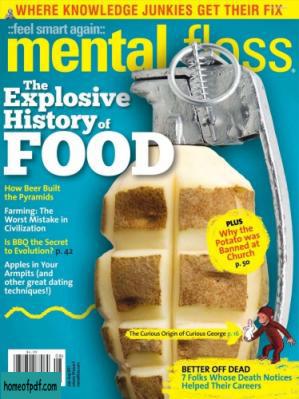 WHERE KNOWLEDGE JUNKIES GET THEIR FIX
::feel smart again::
mental floss
The
Explosive
History of
FOOD
How Beer Built
the Pyramids
Farming: The
Worst Mistake in
Civilization
Is BBQ the Secret
to Evolution? p. 42
Apples in Your
Armpits (and
other great dating
techniques!)
PLUS
Why the
Potato was
Banned at
Church
p. 50
The Curious Origin of Curious George p. 16
BETTER OFF DEAD
7 Folks Whose Death Notices
Helped Their Careers
homeofpdf.com